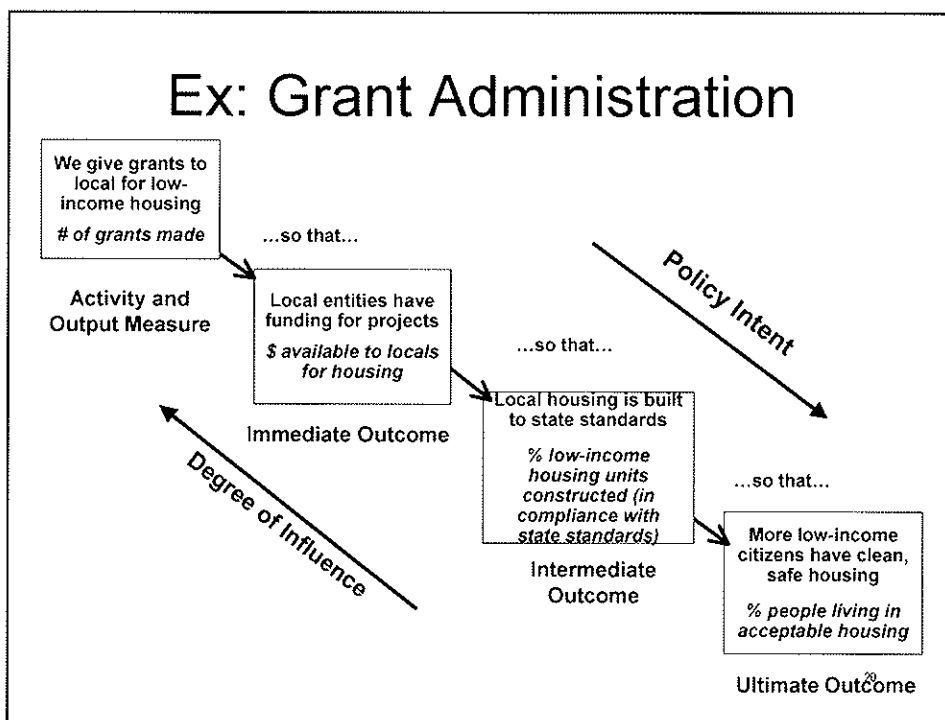 Ex: Grant Administration
We give grants to
local for low-
income housing
# of grants made
…so that…
Activity and
Output Measure
Local entities have
funding for projects
$ available to locals
for housing
Immediate Outcome
…so that…
Policy Intent
Local housing is built
to state standards
% low-income
housing units
constructed (in
compliance with
state standards)
Intermediate
Outcome
Degree of Influence
…so that…
More low-income
citizens have clean,
safe housing
% people living in
acceptable housing
Ultimate Outcome